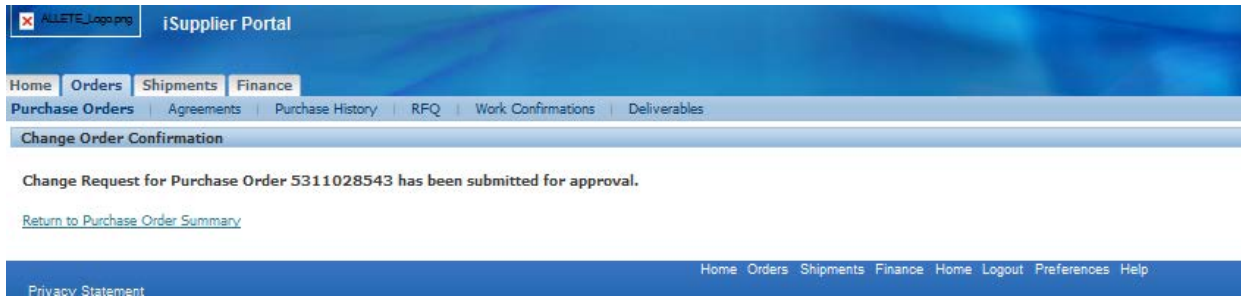 ALLETE_Logo.png
iSupplier Portal
Home Orders Shipments Finance
Purchase Orders | Agreements | Purchase History | RFQ | Work Confirmations | Deliverables
Change Order Confirmation
Change Request for Purchase Order 5311028543 has been submitted for approval.
Return to Purchase Order Summary
Home Orders Shipments Finance Home Logout Preferences Help
Privacy Statement